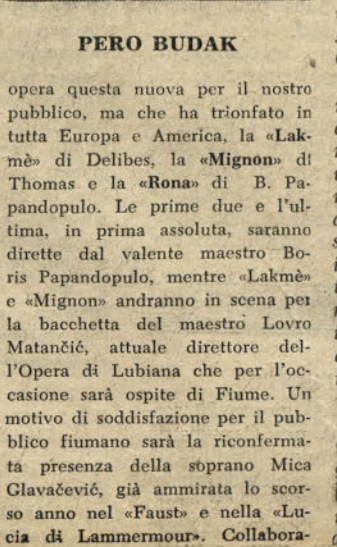 PERO BUDAK
opera questa nuova per il nostro
pubblico, ma che ha trionfato in
tutta Europa e America, la «Lak-
mè» di Delibes, la «Mignon» di
Thomas e la «Rona» di B. Pa-
pandopulo. Le prime due e l'ul-
tima, in prima assoluta, saranno
dirette dal valente maestro Bo-
ris Papandopulo, mentre «Lakmè»
e «Mignon» andranno in scena per
la bacchetta del maestro Lovro
Matančić, attuale direttore del-
l'Opera di Lubiana che per l'oc-
casione sarà ospite di Fiume. Un
motivo di soddisfazione per il pub-
blico fiumano sarà la riconferma-
ta presenza della soprano Mica
Glavačević, già ammirata lo scor-
so anno nel «Faust» e nella «Lu-
cia di Lammermour». Collabora-